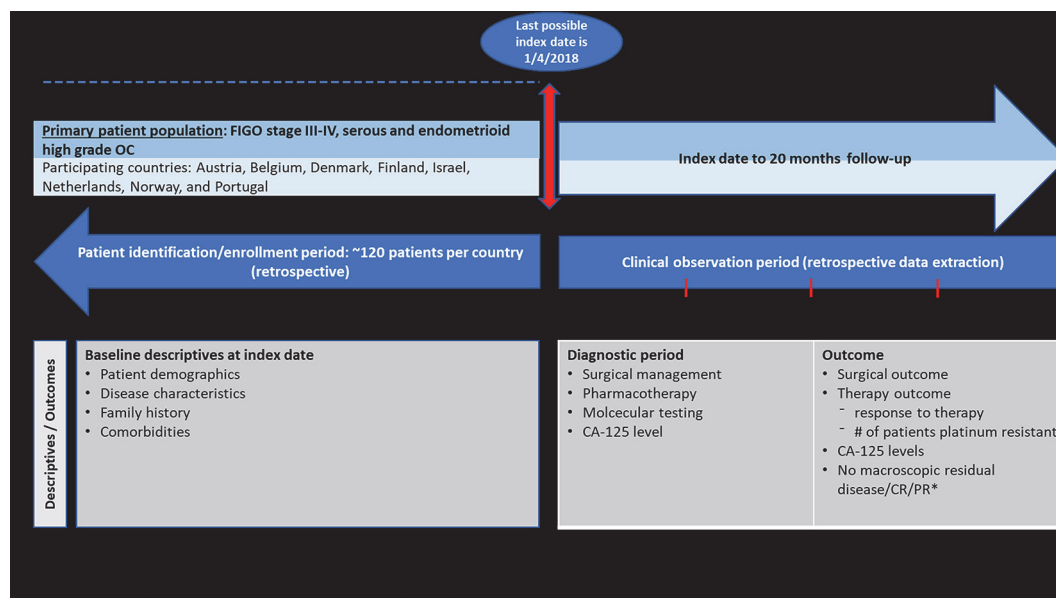 Last possible
index date is
1/4/2018
Primary patient population: FIGO stage III-IV, serous and endometrioid
high grade OC
Participating countries: Austria, Belgium, Denmark, Finland, Israel,
Netherlands, Norway, and Portugal
Index date to 20 months follow-up
Patient identification/enrollment period: ~120 patients per country
(retrospective)
Clinical observation period (retrospective data extraction)
Descriptives / Outcomes
Baseline descriptives at index date
• Patient demographics
• Disease characteristics
• Family history
• Comorbidities
Diagnostic period
• Surgical management
• Pharmacotherapy
• Molcecular testing
• CA-125 level
Outcome
• Surgical outcome
• Therapy outcome
- response to therapy
- # of patients platinum resistant
• CA-125 levels
• No macroscopic residual
disease/CR/PR*